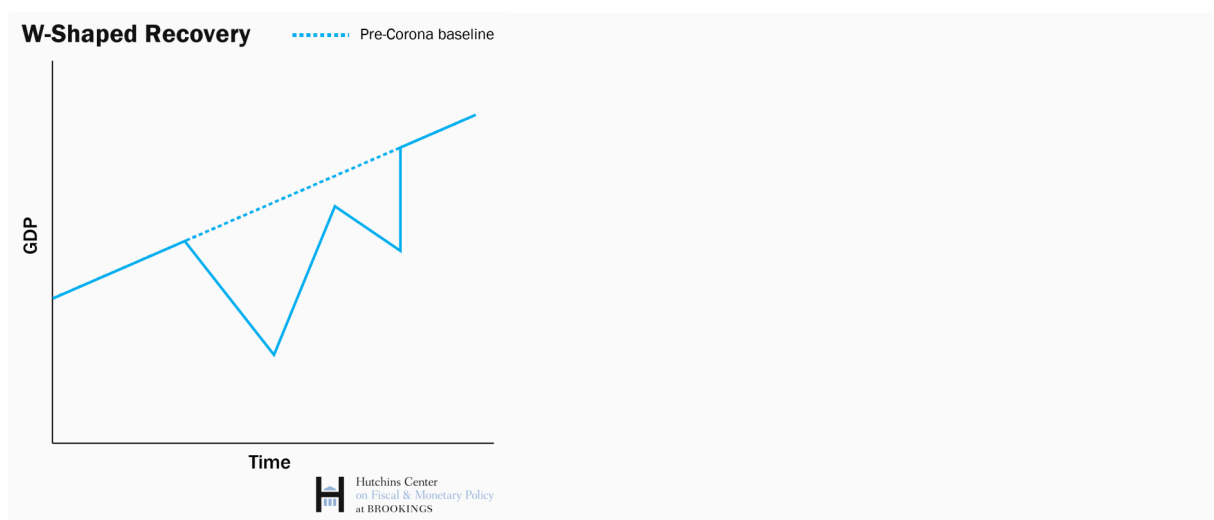 W-Shaped Recovery
Pre-Corona baseline
GDP
Time
Hutchins Center
on Fiscal & Monetary Policy
at BROOKINGS